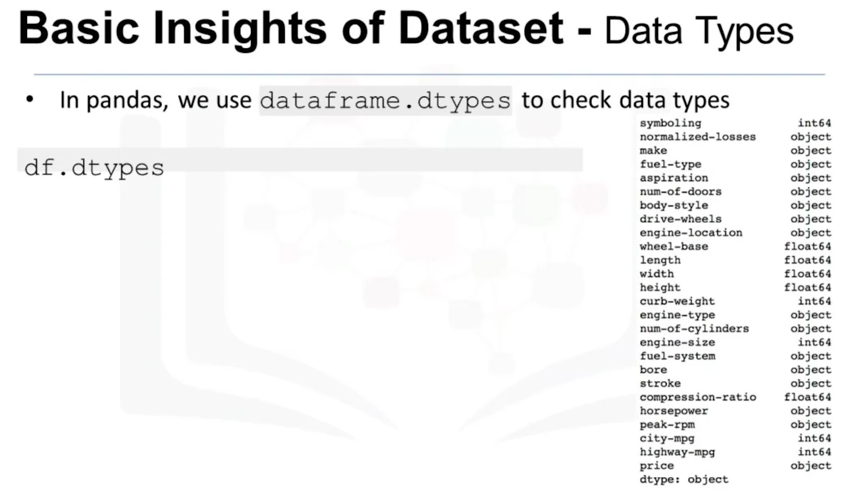 Basic Insights of Dataset - Data Types
• In pandas, we use dataframe.dtypes to check data types
df.dtypes
symboling int64
normalized-losses object
make object
fuel-type object
aspiration object
num-of-doors object
body-style object
drive-wheels object
engine-location object
wheel-base float64
length float64
width float64
height float64
curb-weight int64
engine-type object
num-of-cylinders object
engine-size int64
fuel-system object
bore object
stroke object
compression-ratio float64
horsepower object
peak-rpm object
city-mpg int64
highway-mpg int64
price object
dtype: object